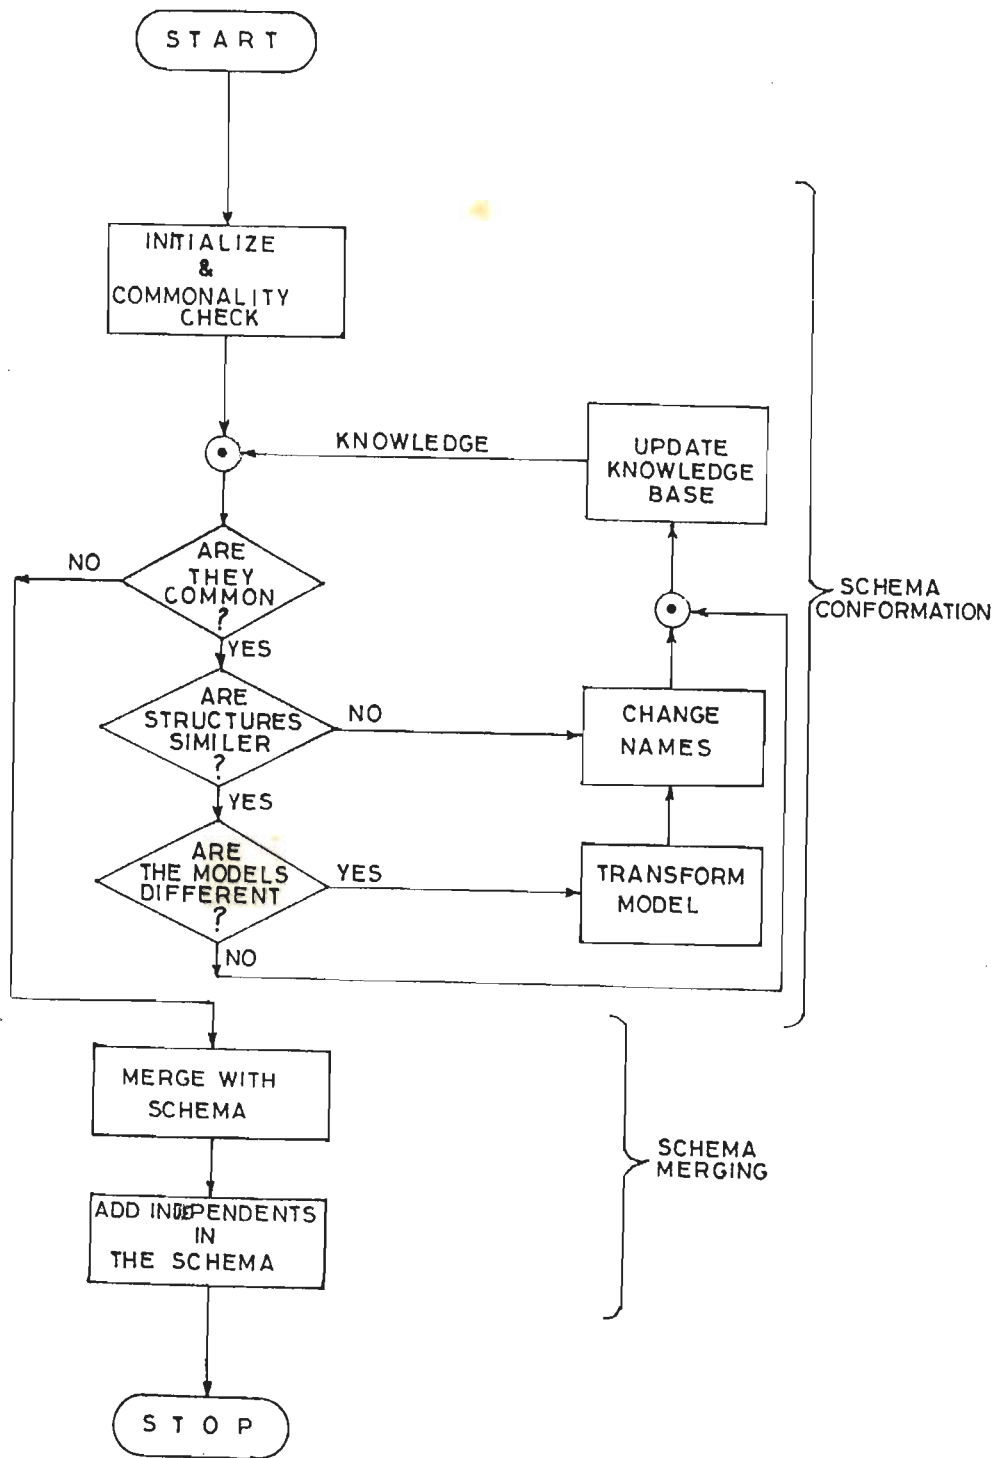 START
INITIALIZE
&
COMMONALITY
CHECK
KNOWLEDGE
UPDATE
KNOWLEDGE
BASE
ARE
THEY
COMMON
?
NO
YES
SCHEMA
CONFORMATION
ARE
STRUCTURES
SIMILER
?
NO
YES
CHANGE
NAMES
ARE
THE MODELS
DIFFERENT
?
YES
NO
TRANSFORM
MODEL
MERGE WITH
SCHEMA
SCHEMA
MERGING
ADD INDEPENDENTS
IN
THE SCHEMA
STOP